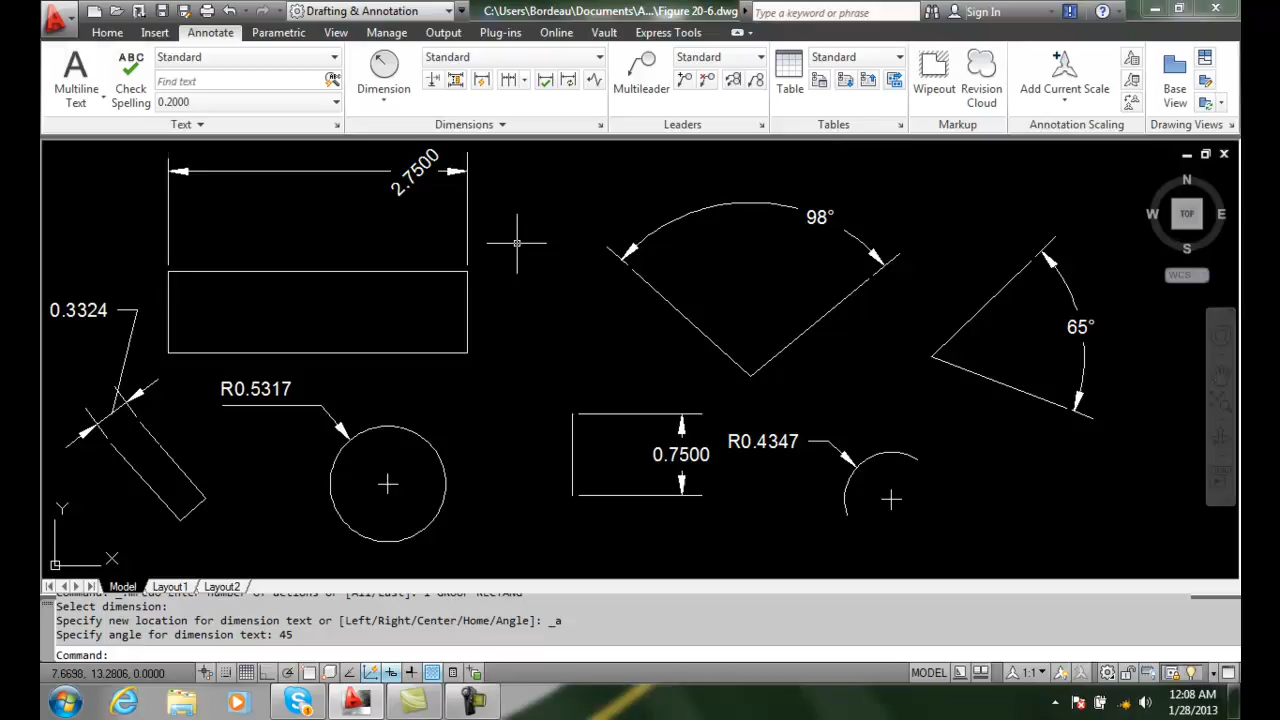 Drafting & Annotation
C:\Users\Bordeau\Documents\A...\Figure 20-6.dwg
Type a keyword or phrase
Sign In
Home Insert Annotate Parametric View Manage Output Plug-ins Online Vault Express Tools
Multiline Text
ABC
Check Spelling
Standard
Find text
0.2000
Text
Dimension
Standard
Dimensions
Multileader
Standard
Leaders
Table
Standard
Tables
Wipeout
Revision Cloud
Markup
Add Current Scale
Annotation Scaling
Base View
Drawing Views
2.7500
98°
N
W TOP E
S
WCS
0.3324
65°
R0.5317
R0.4347
0.7500
Y
X
Model Layout1 Layout2
Select dimension:
Specify new location for dimension text or [Left/Right/Center/Home/Angle]: _a
Specify angle for dimension text: 45
Command:
7.6698, 13.2806, 0.0000
MODEL
1:1
12:08 AM
1/28/2013